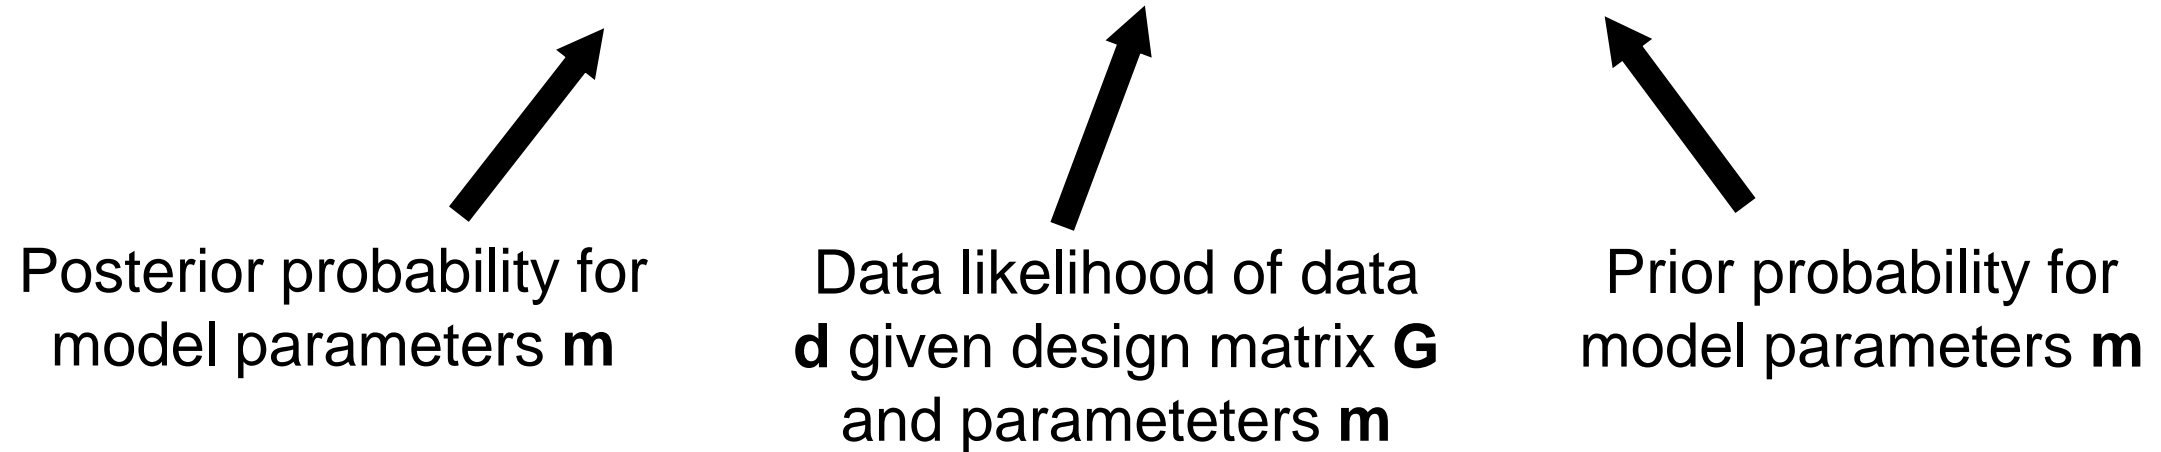 Posterior probability for
model parameters m
Data likelihood of data
d given design matrix G
and parameteters m
Prior probability for
model parameters m